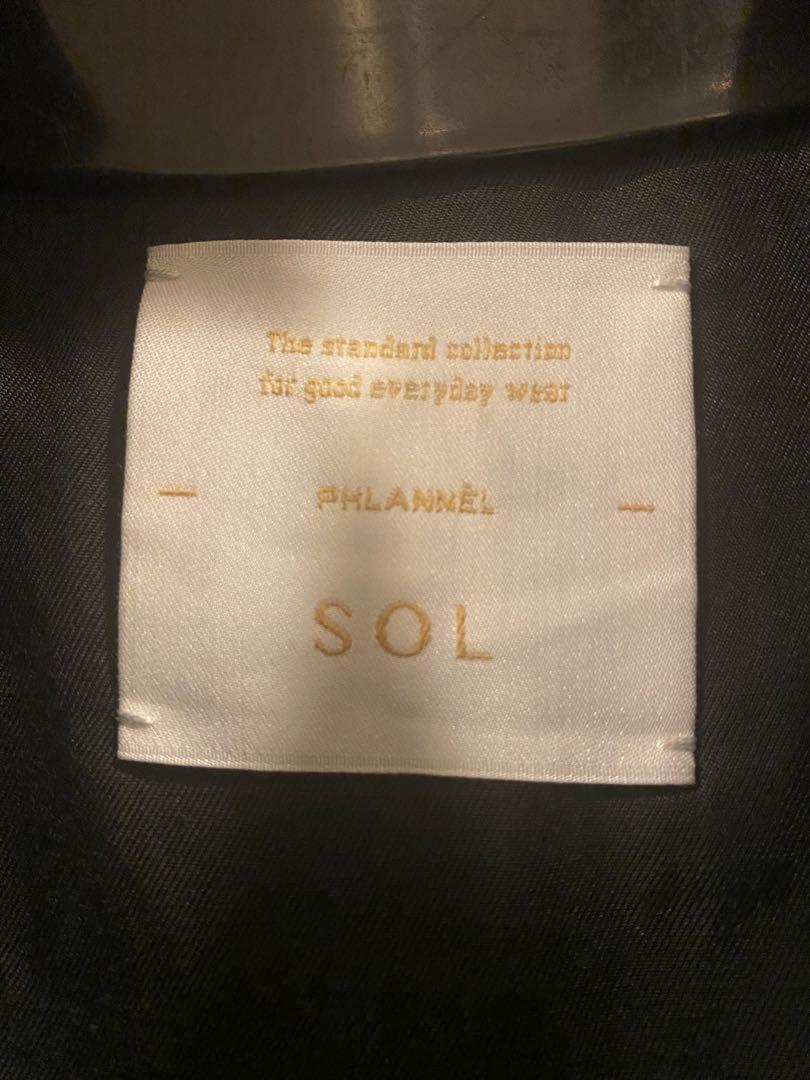 The standard collection
for good everyday wear
— PHLANNÈL —
SOL